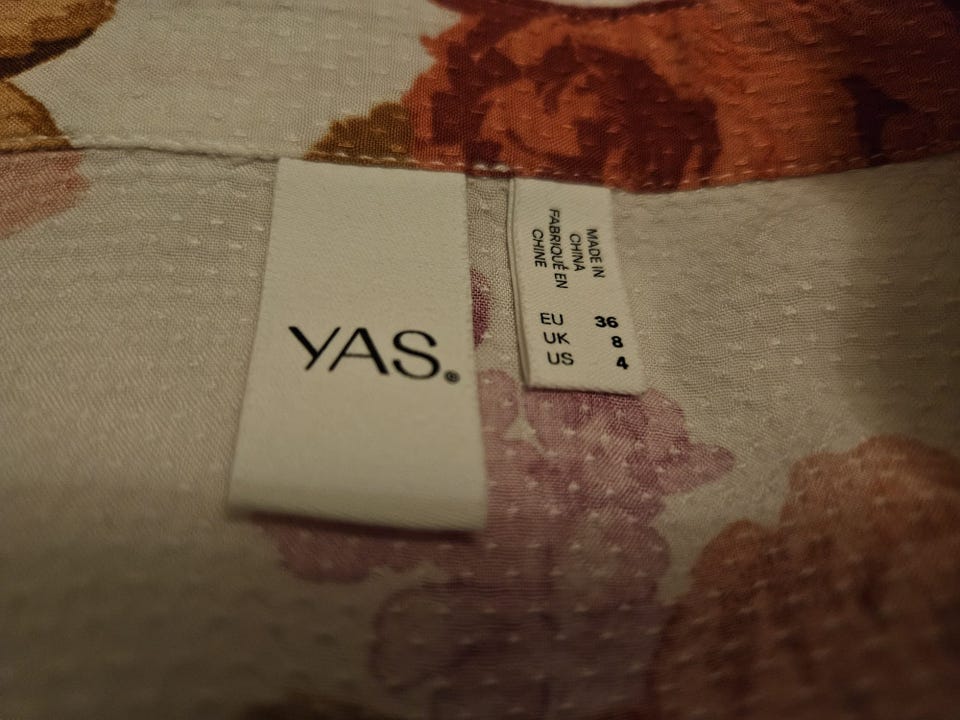 YAS.®
MADE IN
CHINA
FABRIQUÉ EN
CHINE
EU 36
UK 8
US 4